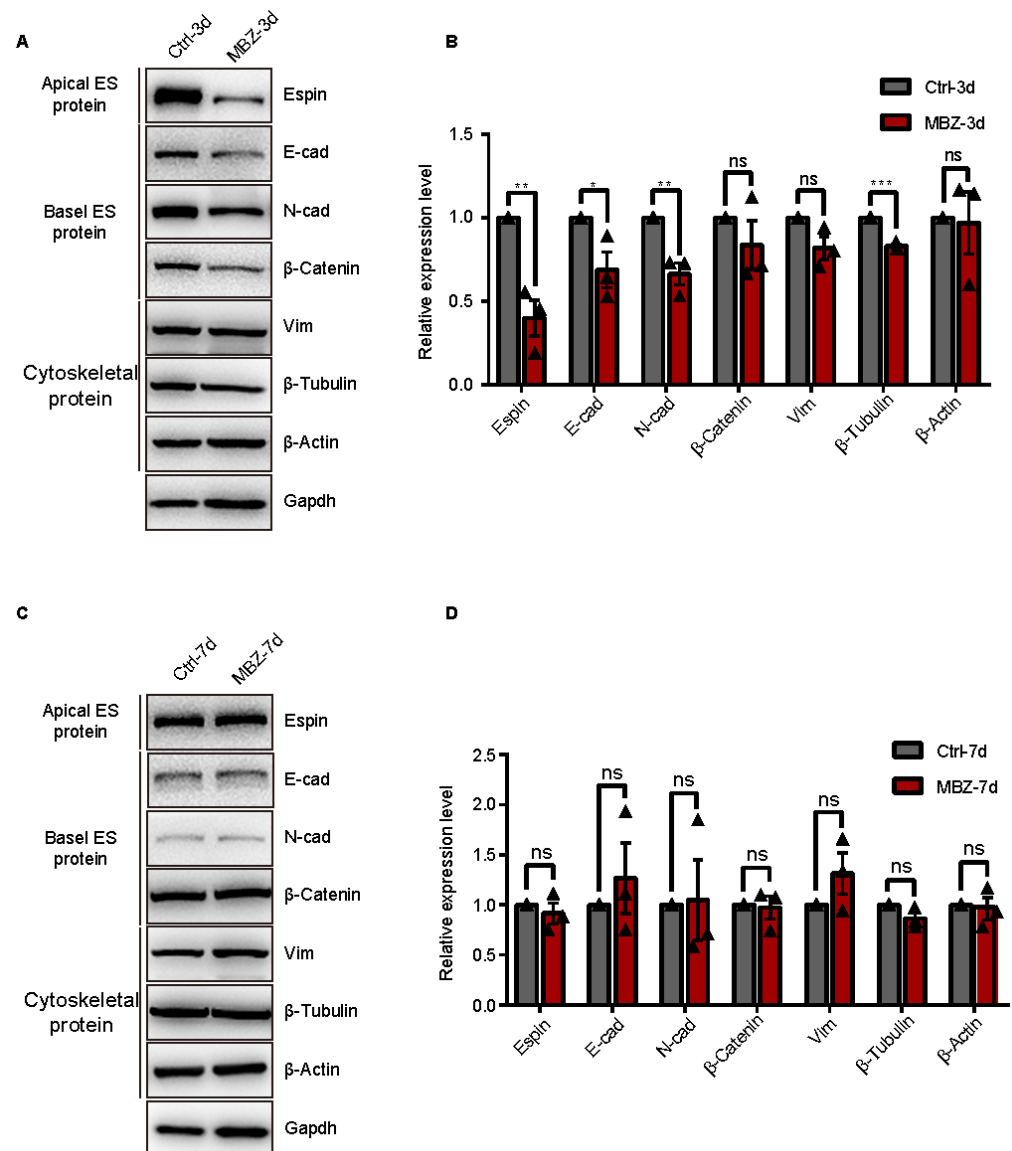 A
Ctrl-3d
MBZ-3d
Apical ES
protein
Espin
E-cad
Basel ES
protein
N-cad
β-Catenin
Vim
Cytoskeletal
protein
β-Tubulin
β-Actin
Gapdh
B
Ctrl-3d
MBZ-3d
Relative expression level
1.5
1.0
0.5
0.0
**
*
**
ns
ns
***
ns
Espin
E-cad
N-cad
β-Catenin
Vim
β-Tubulin
β-Actin
C
Ctrl-7d
MBZ-7d
Apical ES
protein
Espin
E-cad
Basel ES
protein
N-cad
β-Catenin
Vim
Cytoskeletal
protein
β-Tubulin
β-Actin
Gapdh
D
Ctrl-7d
MBZ-7d
Relative expression level
2.5
2.0
1.5
1.0
0.5
0.0
ns
ns
ns
ns
ns
ns
ns
Espin
E-cad
N-cad
β-Catenin
Vim
β-Tubulin
β-Actin